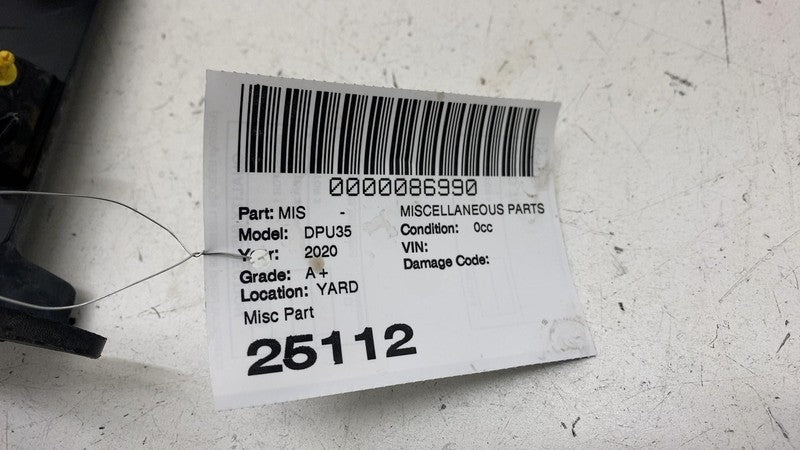 0000086990
Part: MIS - MISCELLANEOUS PARTS
Model: DPU35 Condition: 0cc
Year: 2020 VIN:
Grade: A+ Damage Code:
Location: YARD
Misc Part
25112